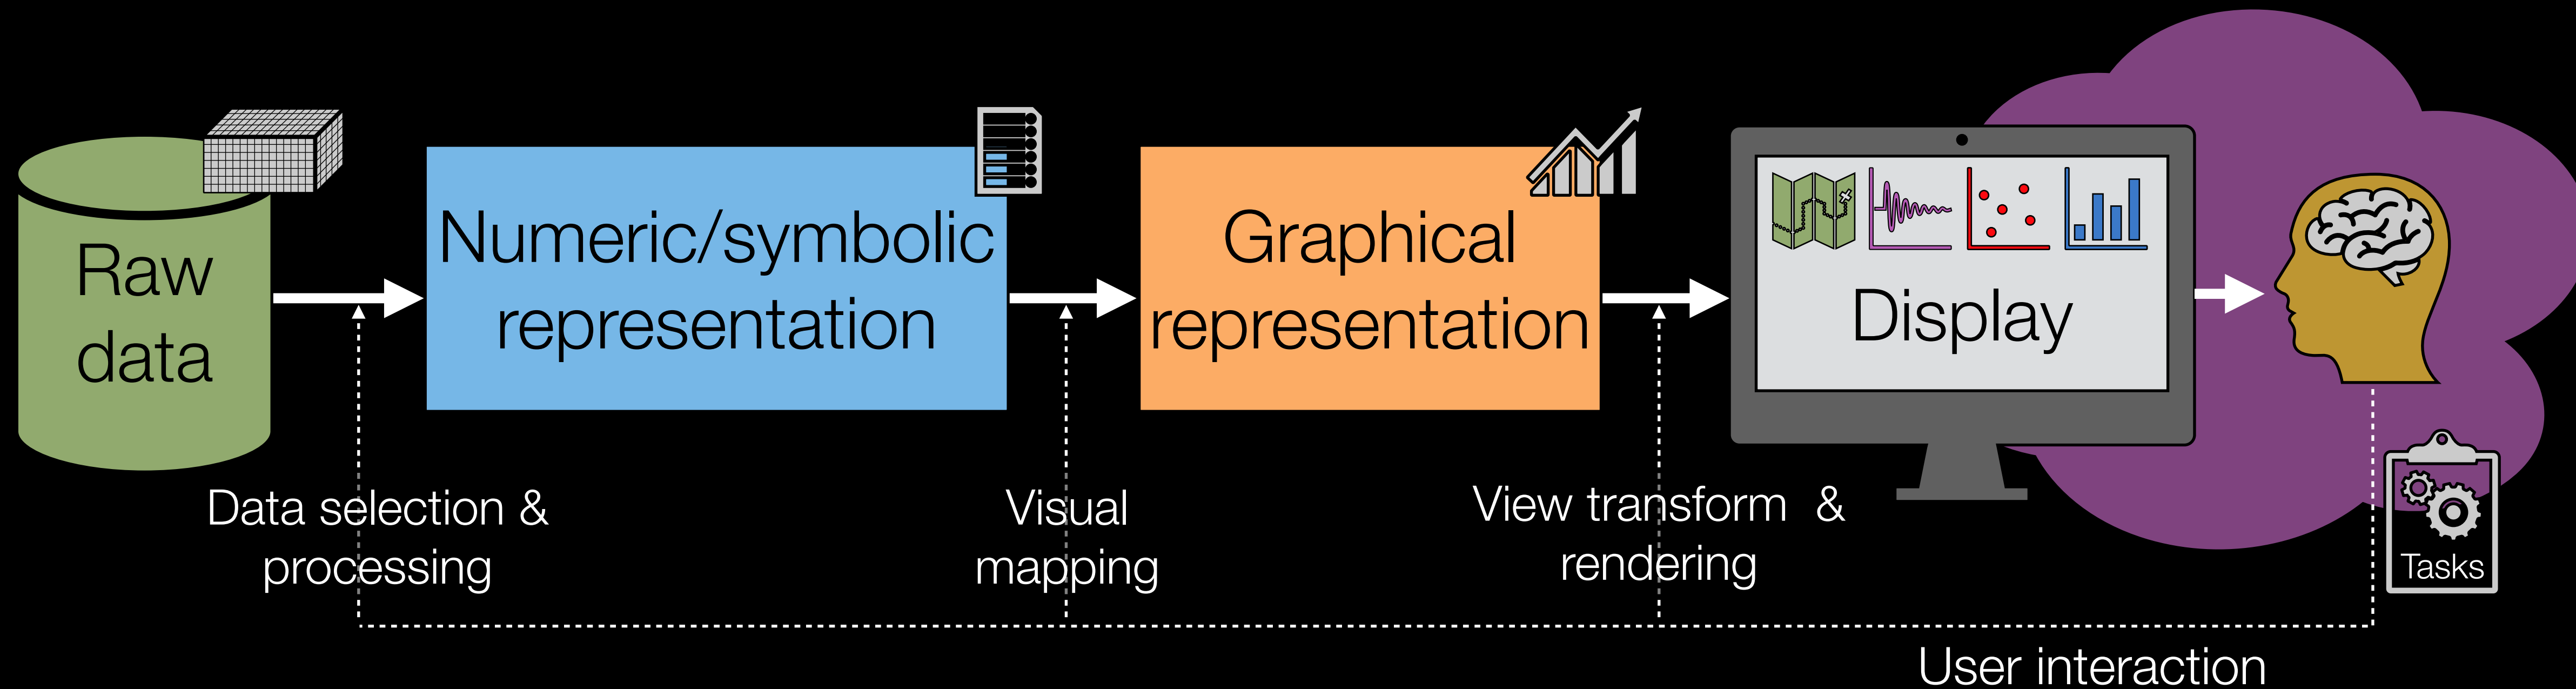 Raw
data
Numeric/symbolic
representation
Graphical
representation
Display
Data selection &
processing
Visual
mapping
View transform &
rendering
Tasks
User interaction